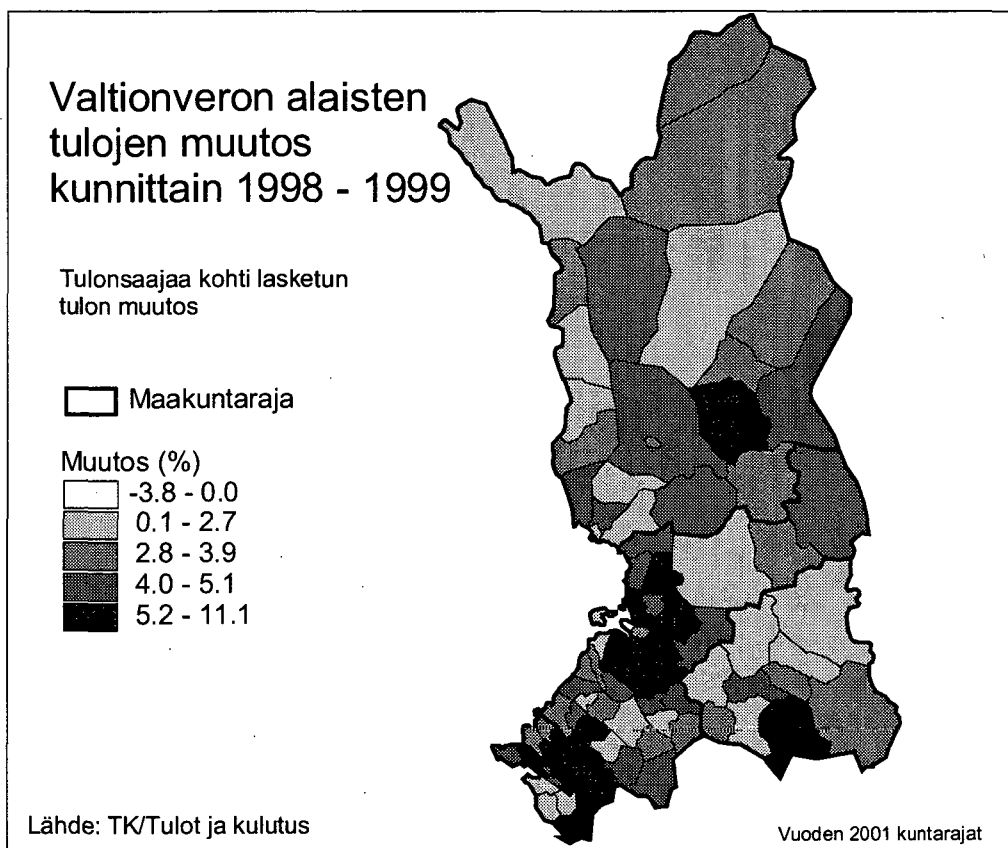 Valtionveron alaisten
tulojen muutos
kunnittain 1998 - 1999
Tulonsaajaa kohti lasketun
tulon muutos
Maakuntaraja
Muutos (%)
-3.8 - 0.0
0.1 - 2.7
2.8 - 3.9
4.0 - 5.1
5.2 - 11.1
Lähde: TK/Tulot ja kulutus
Vuoden 2001 kuntarajat